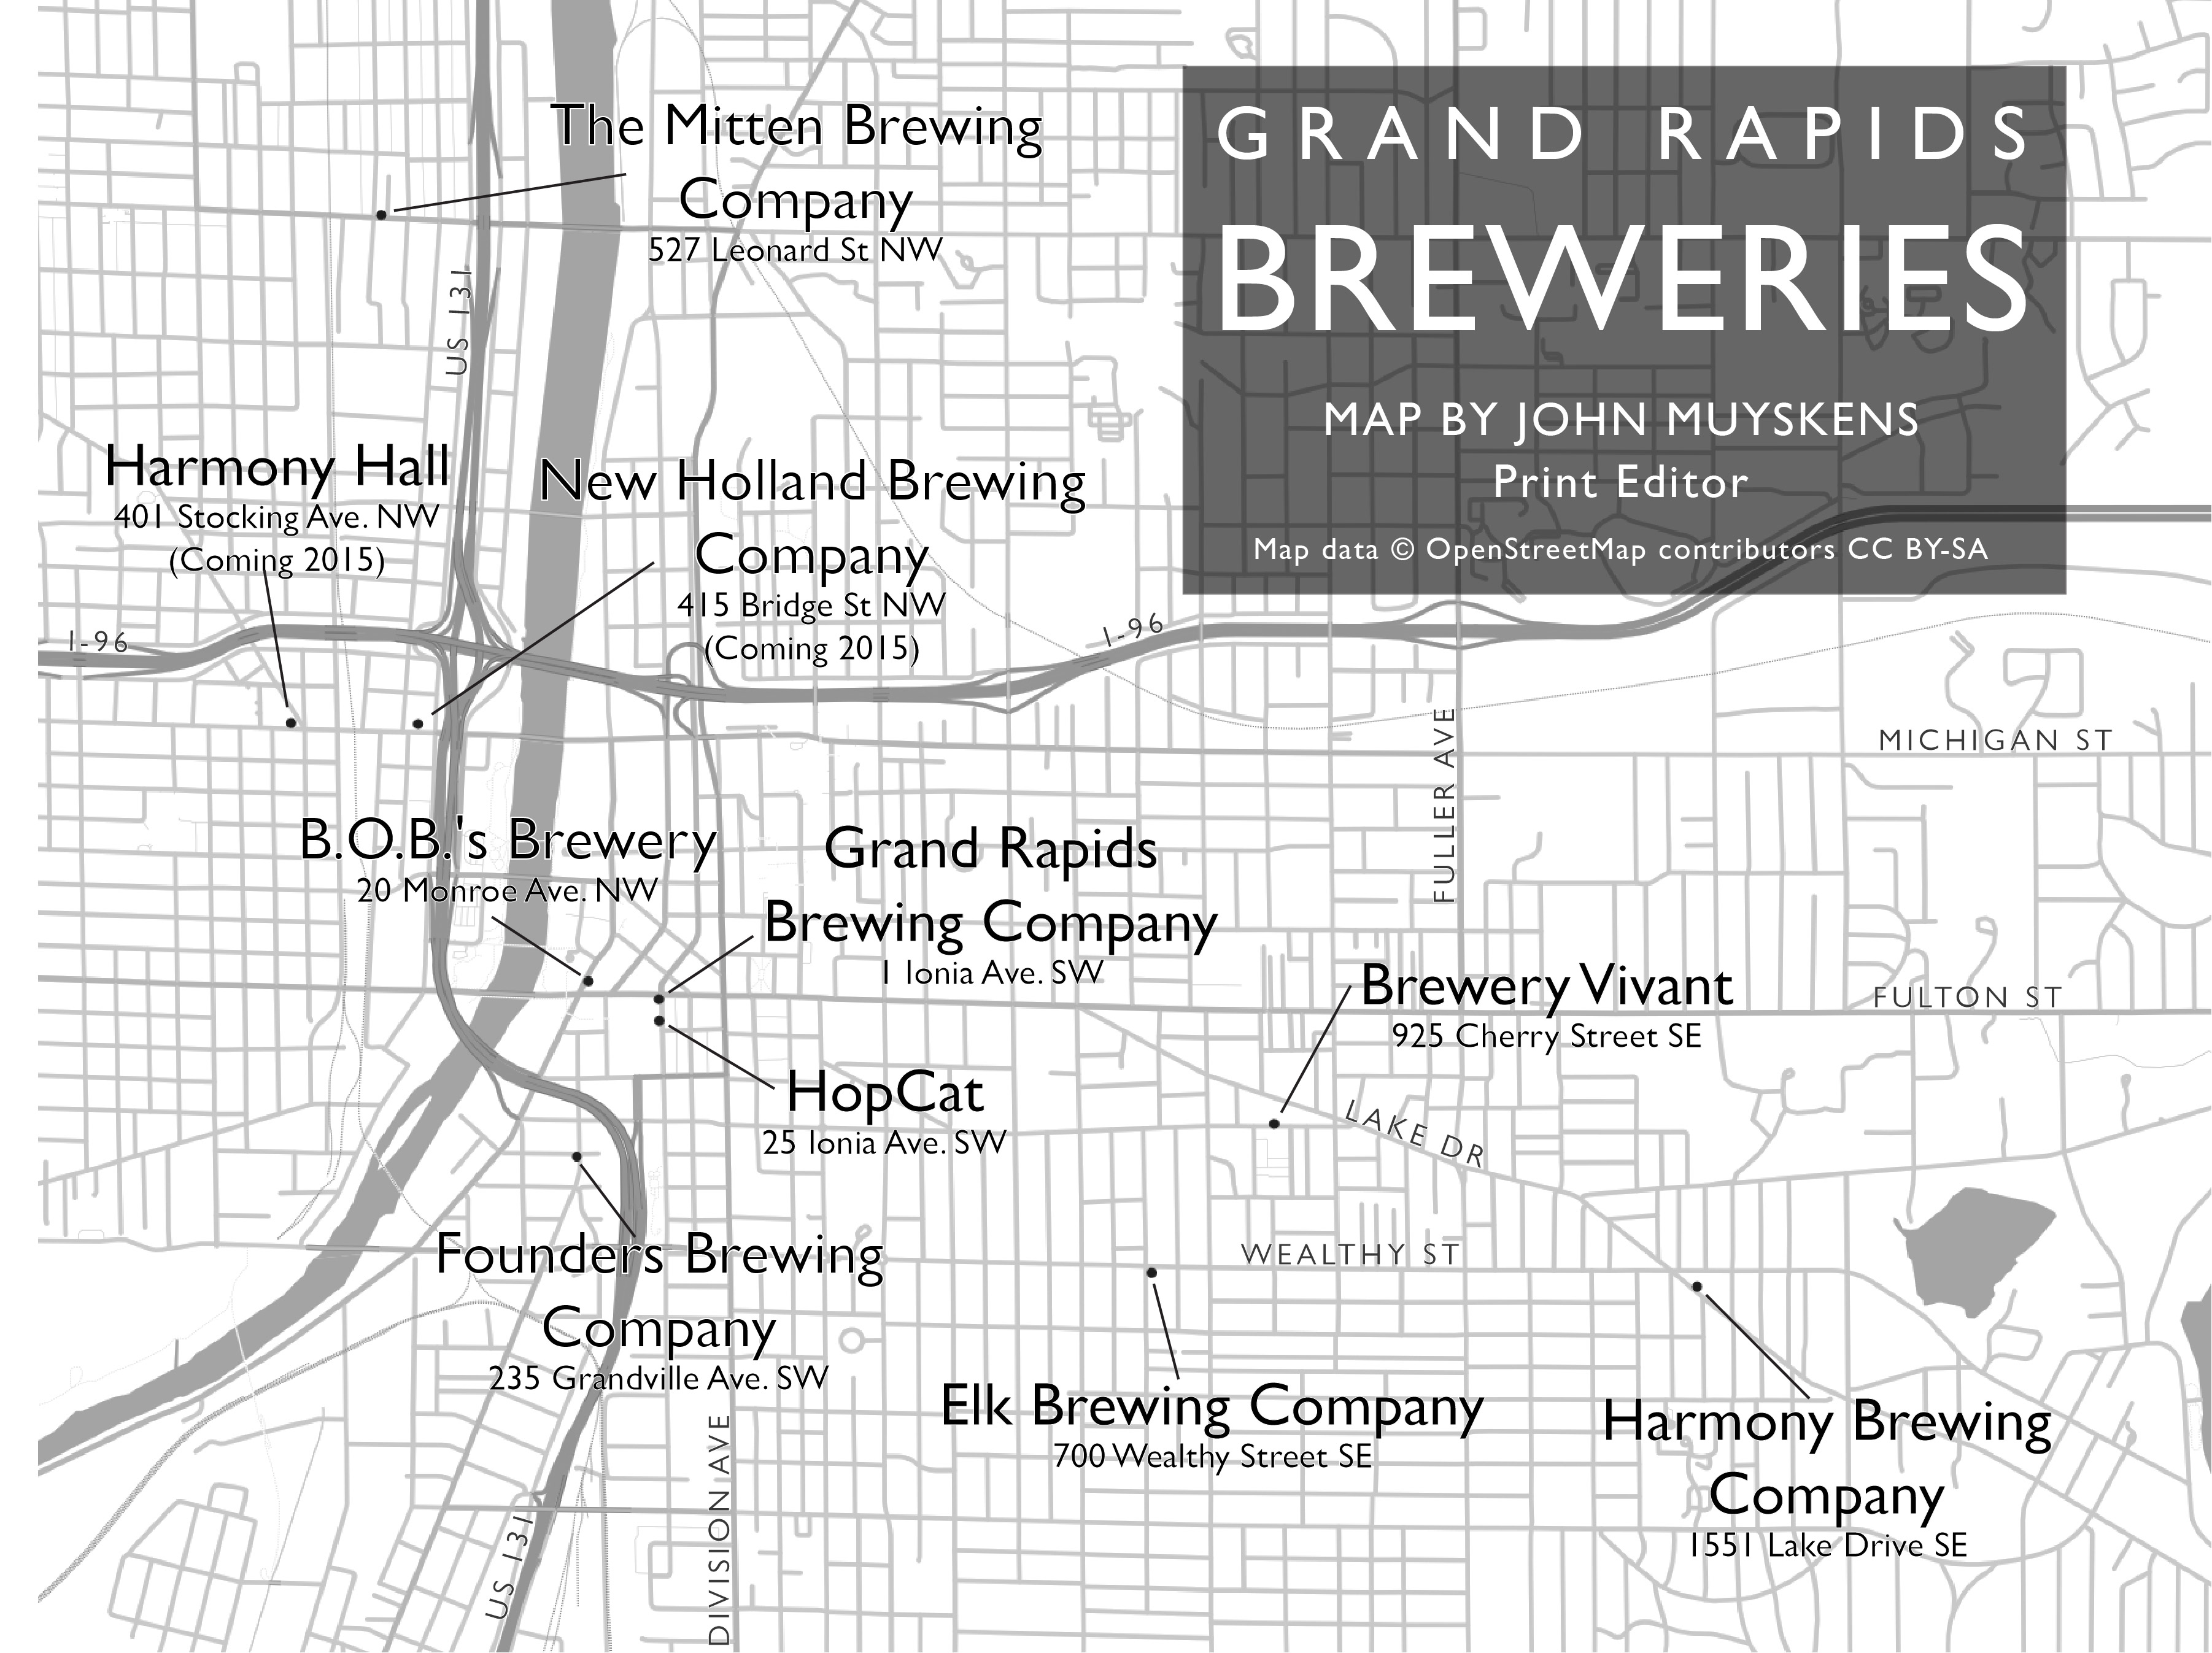 GRAND RAPIDS
BREWERIES
MAP BY JOHN MUYSKENS
Print Editor
Map data © OpenStreetMap contributors CC BY-SA
The Mitten Brewing
Company
527 Leonard St NW
US 131
Harmony Hall
401 Stocking Ave. NW
(Coming 2015)
New Holland Brewing
Company
415 Bridge St NW
(Coming 2015)
I-96
I-96
MICHIGAN ST
FULLER AVE
B.O.B.'s Brewery
20 Monroe Ave. NW
Grand Rapids
Brewing Company
1 Ionia Ave. SW
Brewery Vivant
925 Cherry Street SE
FULTON ST
HopCat
25 Ionia Ave. SW
LAKE DR
Founders Brewing
Company
235 Grandville Ave. SW
WEALTHY ST
Elk Brewing Company
700 Wealthy Street SE
Harmony Brewing
Company
1551 Lake Drive SE
DIVISION AVE
US 131